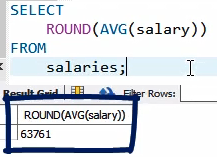 SELECT
ROUND(AVG(salary))
FROM
salaries;
Result Grid
Filter Rows:
ROUND(AVG(salary))
63761